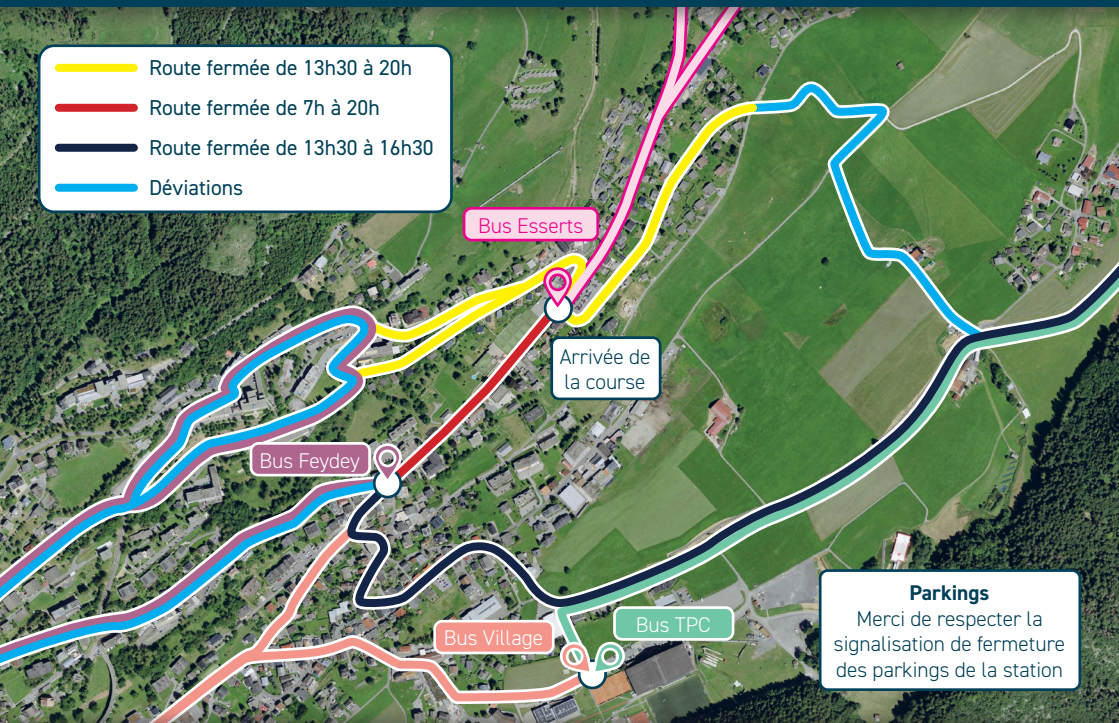 Route fermée de 13h30 à 20h
Route fermée de 7h à 20h
Route fermée de 13h30 à 16h30
Déviations
Bus Esserts
Arrivée de
la course
Bus Feydey
Bus Village
Bus TPC
Parkings
Merci de respecter la
signalisation de fermeture
des parkings de la station